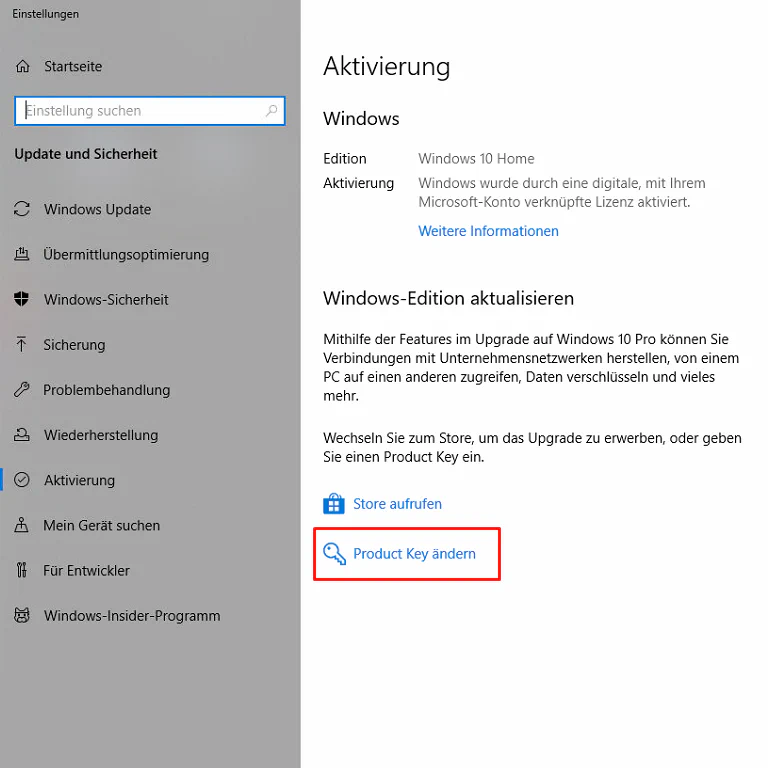 Einstellungen
Startseite
Einstellung suchen
Update und Sicherheit
Windows Update
Übermittlungsoptimierung
Windows-Sicherheit
Sicherung
Problembehandlung
Wiederherstellung
Aktivierung
Mein Gerät suchen
Für Entwickler
Windows-Insider-Programm
Aktivierung
Windows
Edition Windows 10 Home
Aktivierung Windows wurde durch eine digitale, mit Ihrem
Microsoft-Konto verknüpfte Lizenz aktiviert.
Weitere Informationen
Windows-Edition aktualisieren
Mithilfe der Features im Upgrade auf Windows 10 Pro können Sie
Verbindungen mit Unternehmensnetzwerken herstellen, von einem
PC auf einen anderen zugreifen, Daten verschlüsseln und vieles
mehr.
Wechseln Sie zum Store, um das Upgrade zu erwerben, oder geben
Sie einen Product Key ein.
Store aufrufen
Product Key ändern